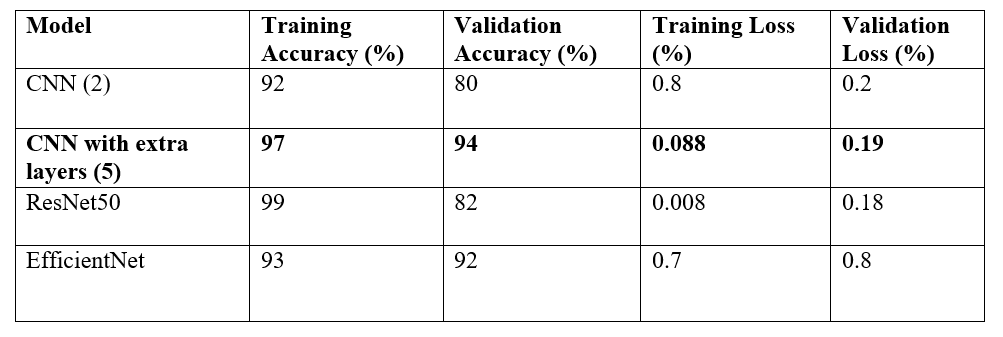 Model Training Accuracy (%) Validation Accuracy (%) Training Loss (%) Validation Loss (%)
CNN (2) 92 80 0.8 0.2
CNN with extra layers (5) 97 94 0.088 0.19
ResNet50 99 82 0.008 0.18
EfficientNet 93 92 0.7 0.8